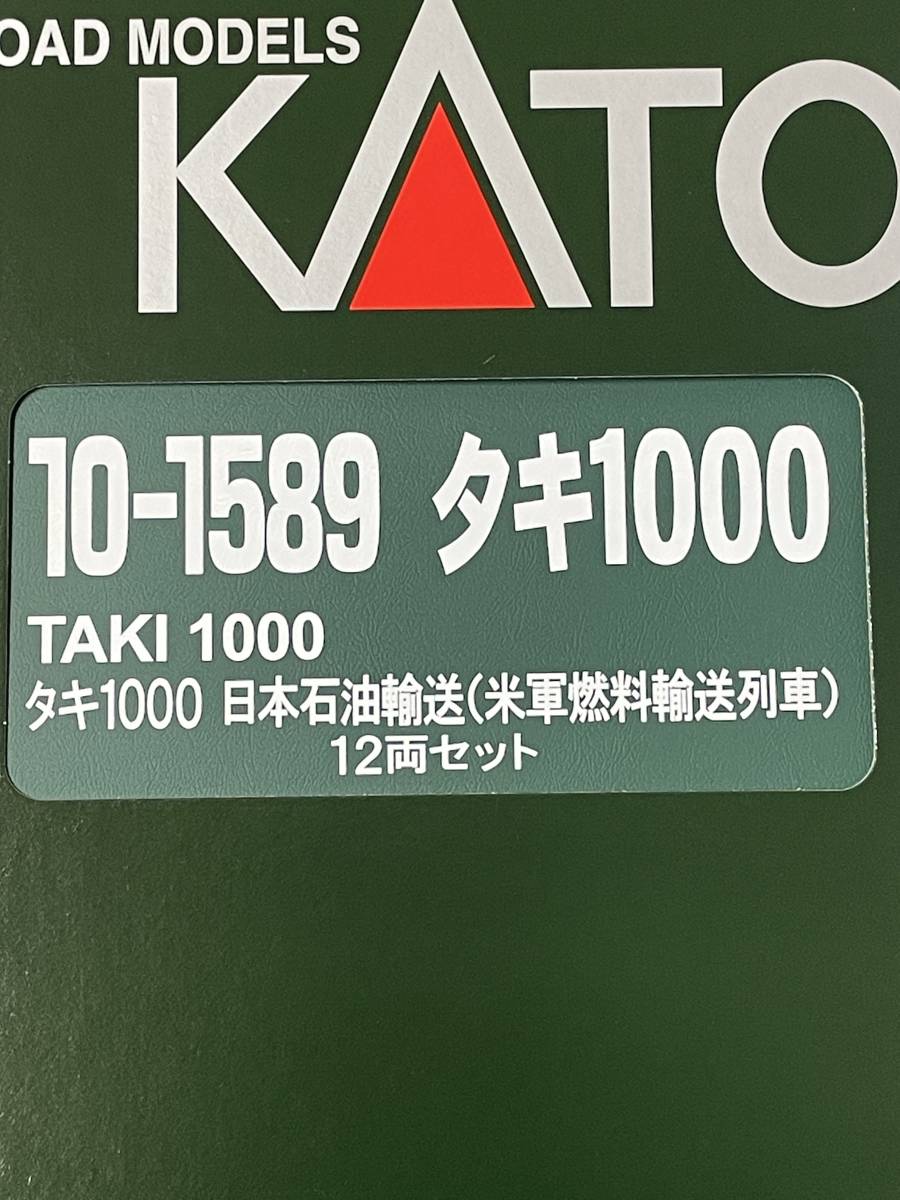 OAD MODELS
KATO
10-1589 タキ1000
TAKI 1000
タキ1000 日本石油輸送(米軍燃料輸送列車)
12両セット